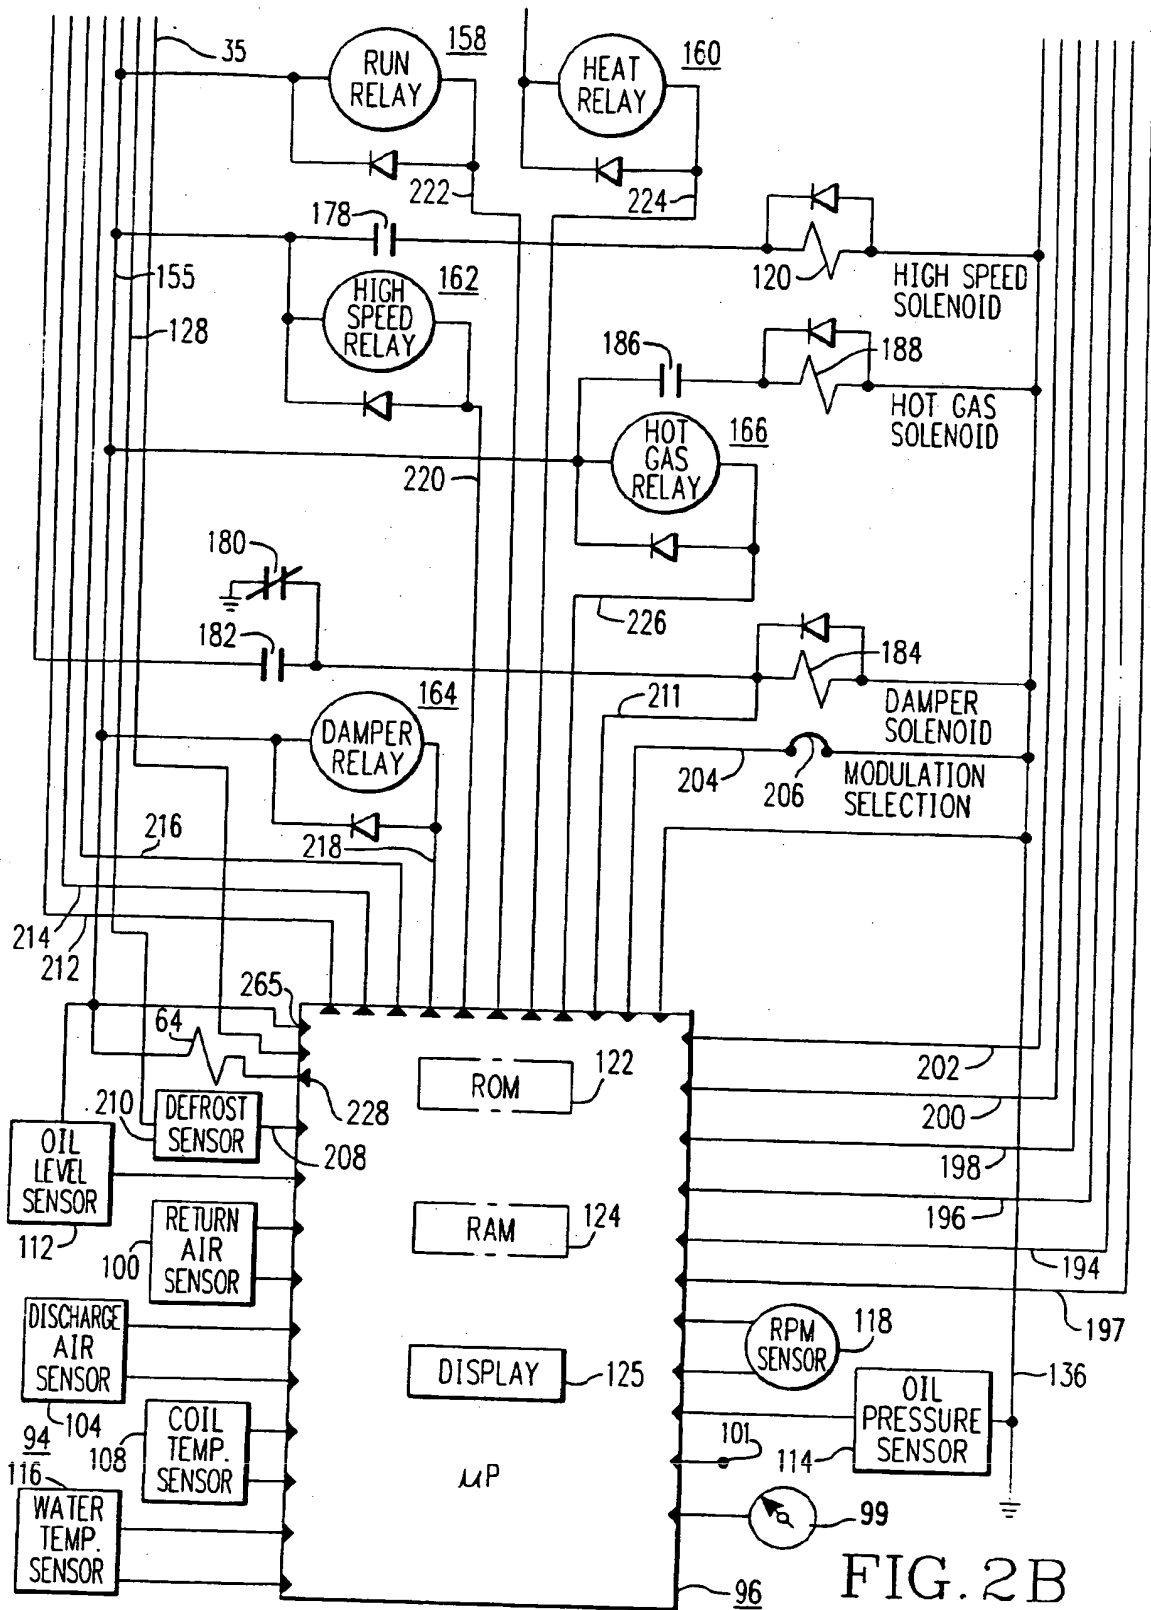 35
RUN
RELAY
158
HEAT
RELAY
160
222
224
178
120
HIGH SPEED
SOLENOID
155
128
HIGH
SPEED
RELAY
162
186
188
HOT GAS
SOLENOID
HOT
GAS
RELAY
166
220
180
226
182
184
211
DAMPER
SOLENOID
DAMPER
RELAY
164
204
206
MODULATION
SELECTION
216
218
214
212
265
64
ROM
122
202
210
DEFROST
SENSOR
228
208
200
OIL
LEVEL
SENSOR
112
198
RETURN
AIR
SENSOR
100
RAM
124
196
194
197
DISCHARGE
AIR
SENSOR
104
RPM
SENSOR
118
DISPLAY
125
136
OIL
PRESSURE
SENSOR
114
COIL
TEMP.
SENSOR
108
94
101
116
µP
WATER
TEMP.
SENSOR
99
96
FIG. 2B